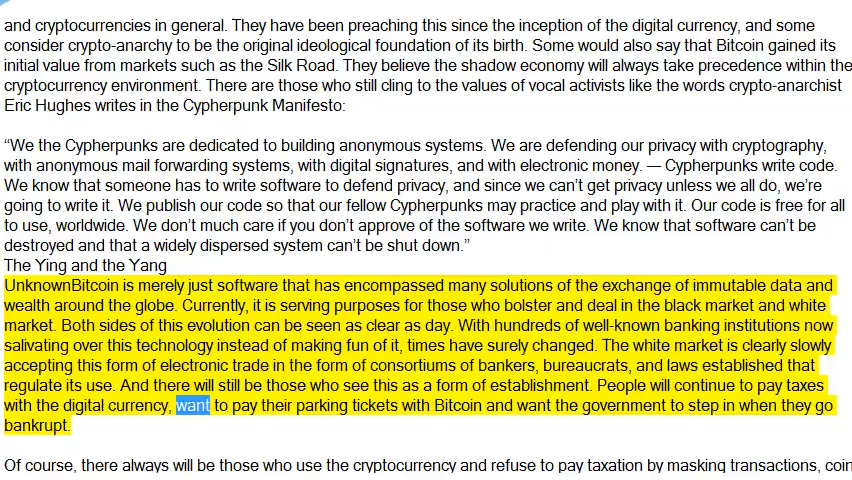 and cryptocurrencies in general. They have been preaching this since the inception of the digital currency, and some
consider crypto-anarchy to be the original ideological foundation of its birth. Some would also say that Bitcoin gained its
initial value from markets such as the Silk Road. They believe the shadow economy will always take precedence within the
cryptocurrency environment. There are those who still cling to the values of vocal activists like the words crypto-anarchist
Eric Hughes writes in the Cypherpunk Manifesto:
“We the Cypherpunks are dedicated to building anonymous systems. We are defending our privacy with cryptography,
with anonymous mail forwarding systems, with digital signatures, and with electronic money. — Cypherpunks write code.
We know that someone has to write software to defend privacy, and since we can’t get privacy unless we all do, we’re
going to write it. We publish our code so that our fellow Cypherpunks may practice and play with it. Our code is free for all
to use, worldwide. We don’t much care if you don’t approve of the software we write. We know that software can’t be
destroyed and that a widely dispersed system can’t be shut down.”
The Ying and the Yang
UnknownBitcoin is merely just software that has encompassed many solutions of the exchange of immutable data and
wealth around the globe. Currently, it is serving purposes for those who bolster and deal in the black market and white
market. Both sides of this evolution can be seen as clear as day. With hundreds of well-known banking institutions now
salivating over this technology instead of making fun of it, times have surely changed. The white market is clearly slowly
accepting this form of electronic trade in the form of consortiums of bankers, bureaucrats, and laws established that
regulate its use. And there will still be those who see this as a form of establishment. People will continue to pay taxes
with the digital currency, want to pay their parking tickets with Bitcoin and want the government to step in when they go
bankrupt.
Of course, there always will be those who use the cryptocurrency and refuse to pay taxation by masking transactions, coin